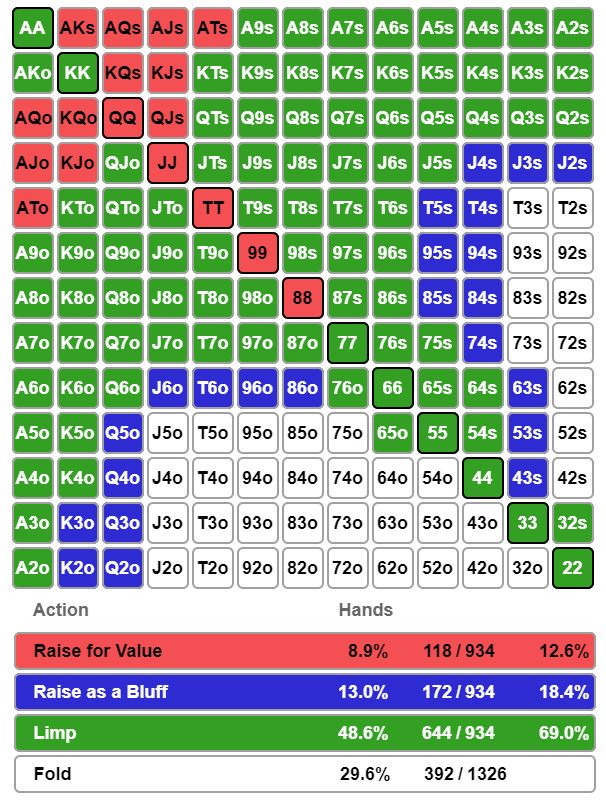 AA AKs AQs AJs ATs A9s A8s A7s A6s A5s A4s A3s A2s
AKo KK KQs KJs KTs K9s K8s K7s K6s K5s K4s K3s K2s
AQo KQo QQ QJs QTs Q9s Q8s Q7s Q6s Q5s Q4s Q3s Q2s
AJo KJo QJo JJ JTs J9s J8s J7s J6s J5s J4s J3s J2s
ATo KTo QTo JTo TT T9s T8s T7s T6s T5s T4s T3s T2s
A9o K9o Q9o J9o T9o 99 98s 97s 96s 95s 94s 93s 92s
A8o K8o Q8o J8o T8o 98o 88 87s 86s 85s 84s 83s 82s
A7o K7o Q7o J7o T7o 97o 87o 77 76s 75s 74s 73s 72s
A6o K6o Q6o J6o T6o 96o 86o 76o 66 65s 64s 63s 62s
A5o K5o Q5o J5o T5o 95o 85o 75o 65o 55 54s 53s 52s
A4o K4o Q4o J4o T4o 94o 84o 74o 64o 54o 44 43s 42s
A3o K3o Q3o J3o T3o 93o 83o 73o 63o 53o 43o 33 32s
A2o K2o Q2o J2o T2o 92o 82o 72o 62o 52o 42o 32o 22
Action Hands
Raise for Value 8.9% 118 / 934 12.6%
Raise as a Bluff 13.0% 172 / 934 18.4%
Limp 48.6% 644 / 934 69.0%
Fold 29.6% 392 / 1326